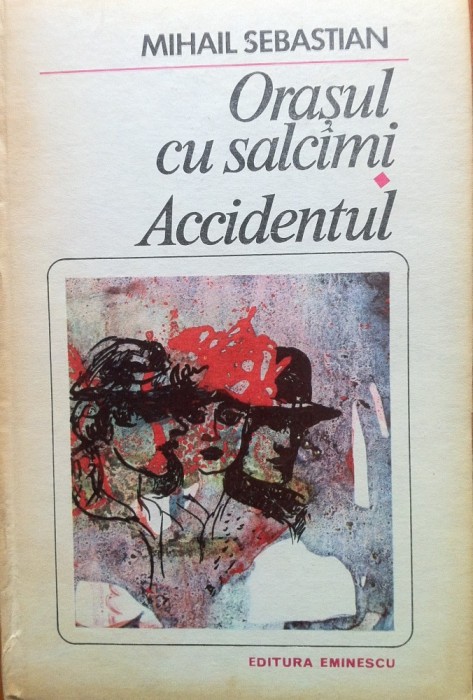 MIHAIL SEBASTIAN
Orașul
cu salcîmi
Accidentul
EDITURA EMINESCU